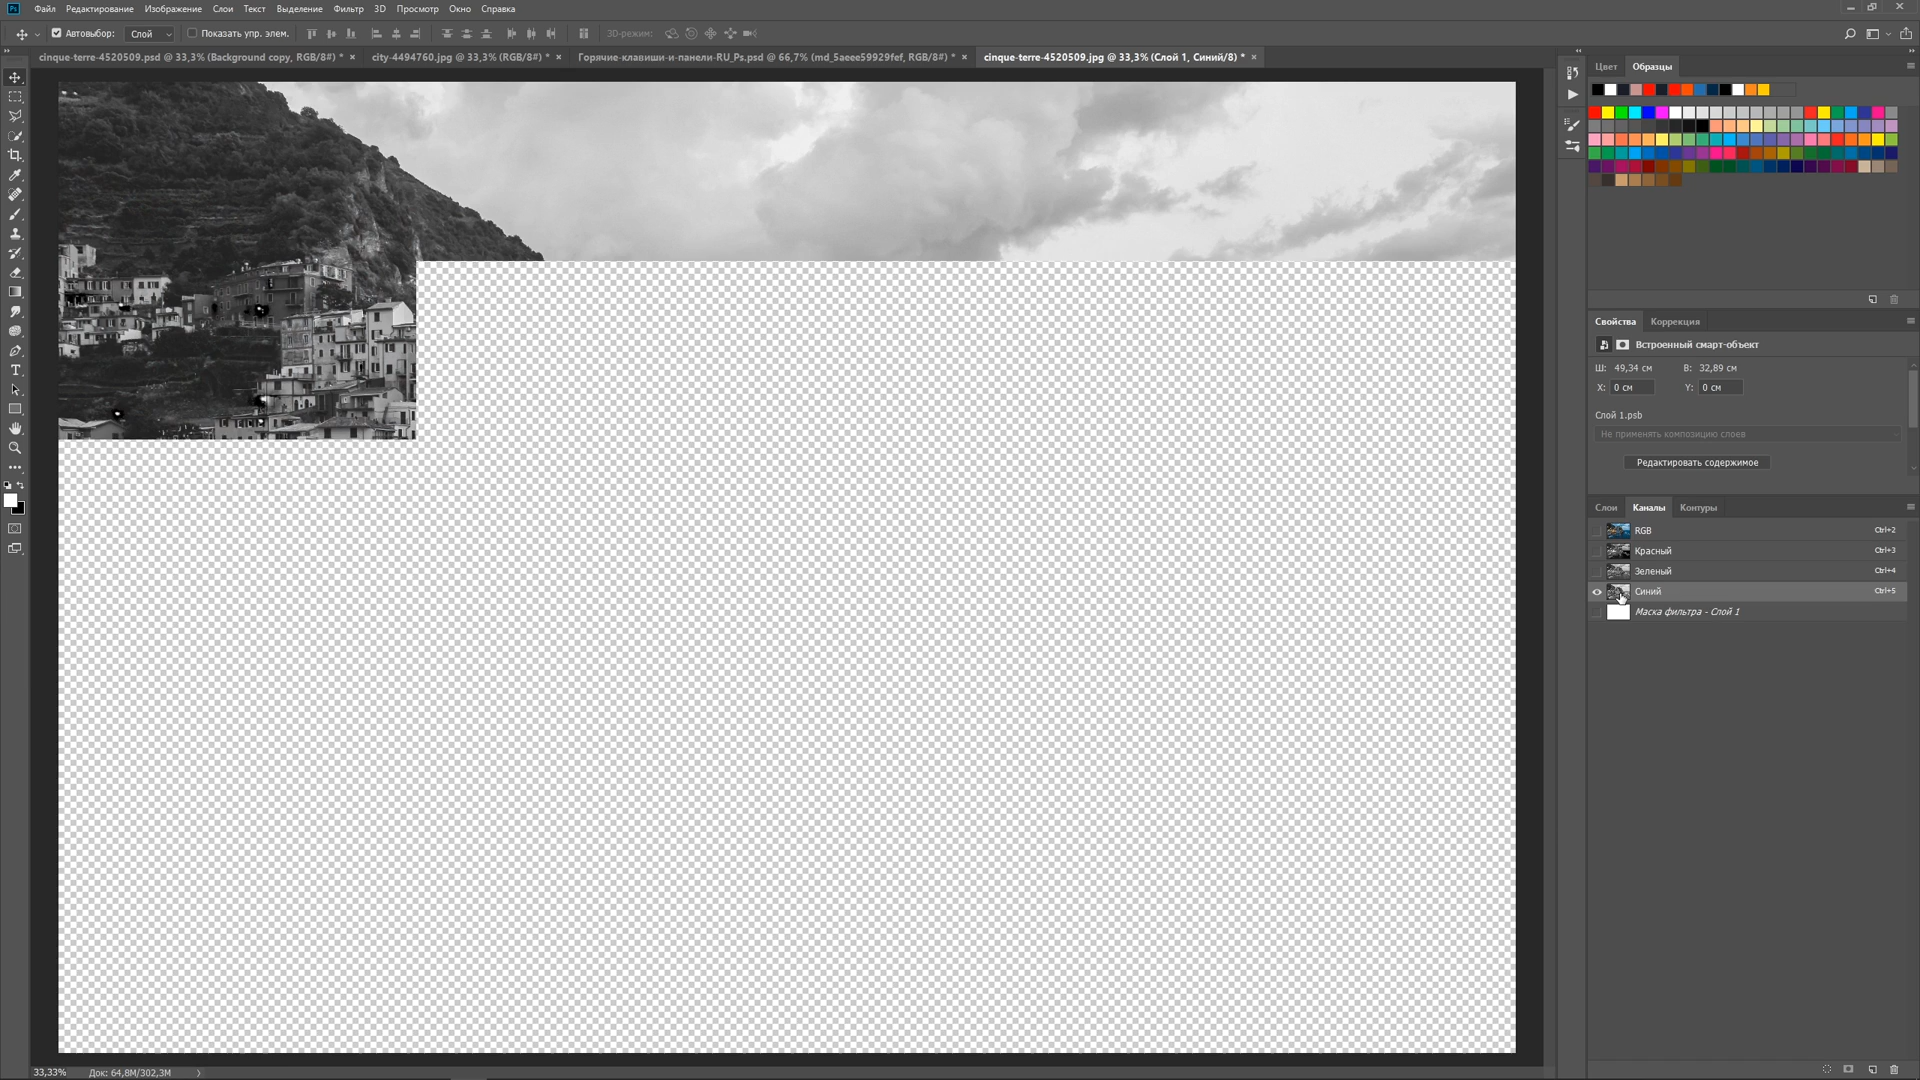 Ps Файл Редактирование Изображение Слои Текст Выделение Фильтр 3D Просмотр Окно Справка
Автовыбор: Слой Показать упр. элем. 3D-режим:
cinque-terre-4520509.psd @ 33,3% (Background copy, RGB/8#) * × city-4494760.jpg @ 33,3% (RGB/8#) * × Горячие-клавиши-и-панели-RU_Ps.psd @ 66,7% (md_5aeee59929fef, RGB/8#) * × cinque-terre-4520509.jpg @ 33,3% (Слой 1, Синий/8) * ×
Цвет Образцы
Свойства Коррекция
Встроенный смарт-объект
Ш: 49,34 см В: 32,89 см
X: 0 см Y: 0 см
Слой 1.psb
Не применять композицию слоев
Редактировать содержимое
Слои Каналы Контуры
RGB Ctrl+2
Красный Ctrl+3
Зеленый Ctrl+4
Синий Ctrl+5
Маска фильтра - Слой 1
33,33% Док: 64,8M/302,3M